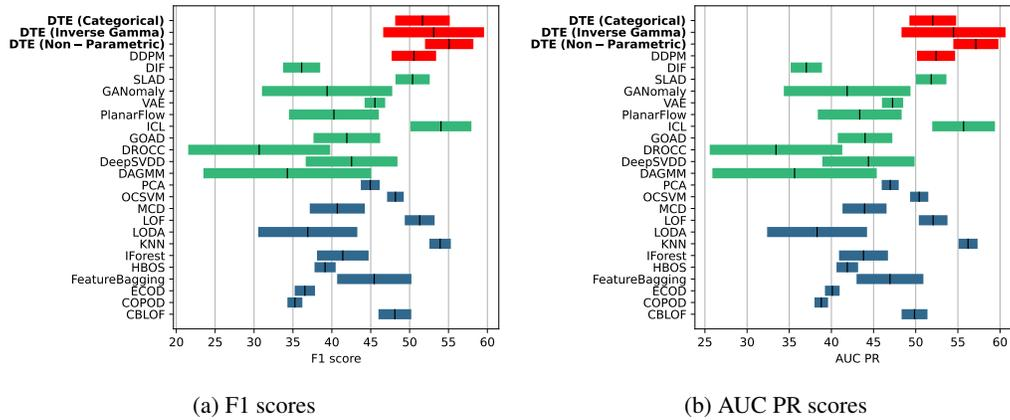 DTE (Categorical)
DTE (Inverse Gamma)
DTE (Non − Parametric)
DDPM
DIF
SLAD
GANomaly
VAE
PlanarFlow
ICL
GOAD
DROCC
DeepSVDD
DAGMM
PCA
OCSVM
MCD
LOF
LODA
KNN
IForest
HBOS
FeatureBagging
ECOD
COPOD
CBLOF
20 25 30 35 40 45 50 55 60
F1 score
(a) F1 scores
DTE (Categorical)
DTE (Inverse Gamma)
DTE (Non − Parametric)
DDPM
DIF
SLAD
GANomaly
VAE
PlanarFlow
ICL
GOAD
DROCC
DeepSVDD
DAGMM
PCA
OCSVM
MCD
LOF
LODA
KNN
IForest
HBOS
FeatureBagging
ECOD
COPOD
CBLOF
25 30 35 40 45 50 55 60
AUC PR
(b) AUC PR scores